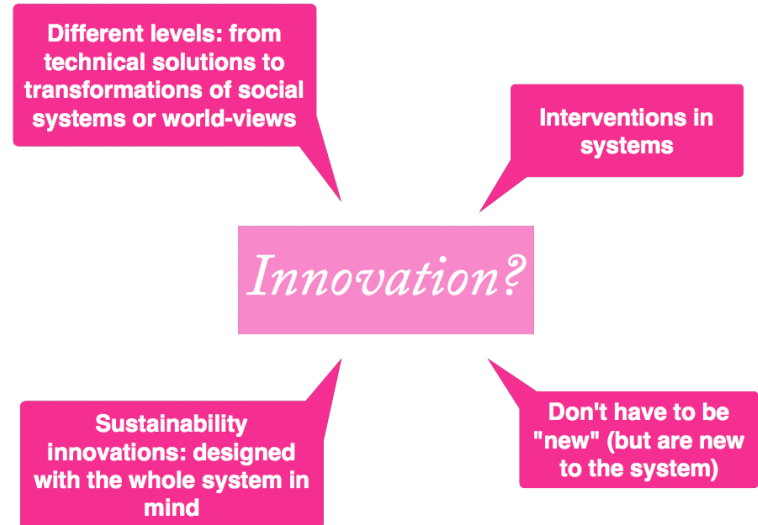 Different levels: from
technical solutions to
transformations of social
systems or world-views
Interventions in
systems
Innovation?
Sustainability
innovations: designed
with the whole system in
mind
Don't have to be
"new" (but are new
to the system)